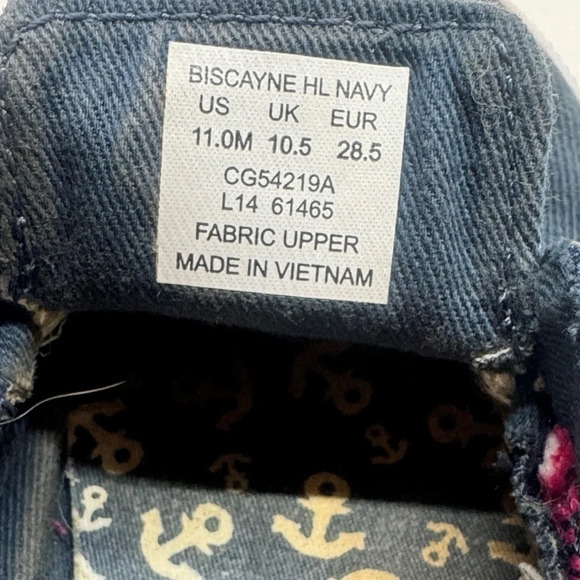 BISCAYNE HL NAVY
US UK EUR
11.0M 10.5 28.5
CG54219A
L14 61465
FABRIC UPPER
MADE IN VIETNAM